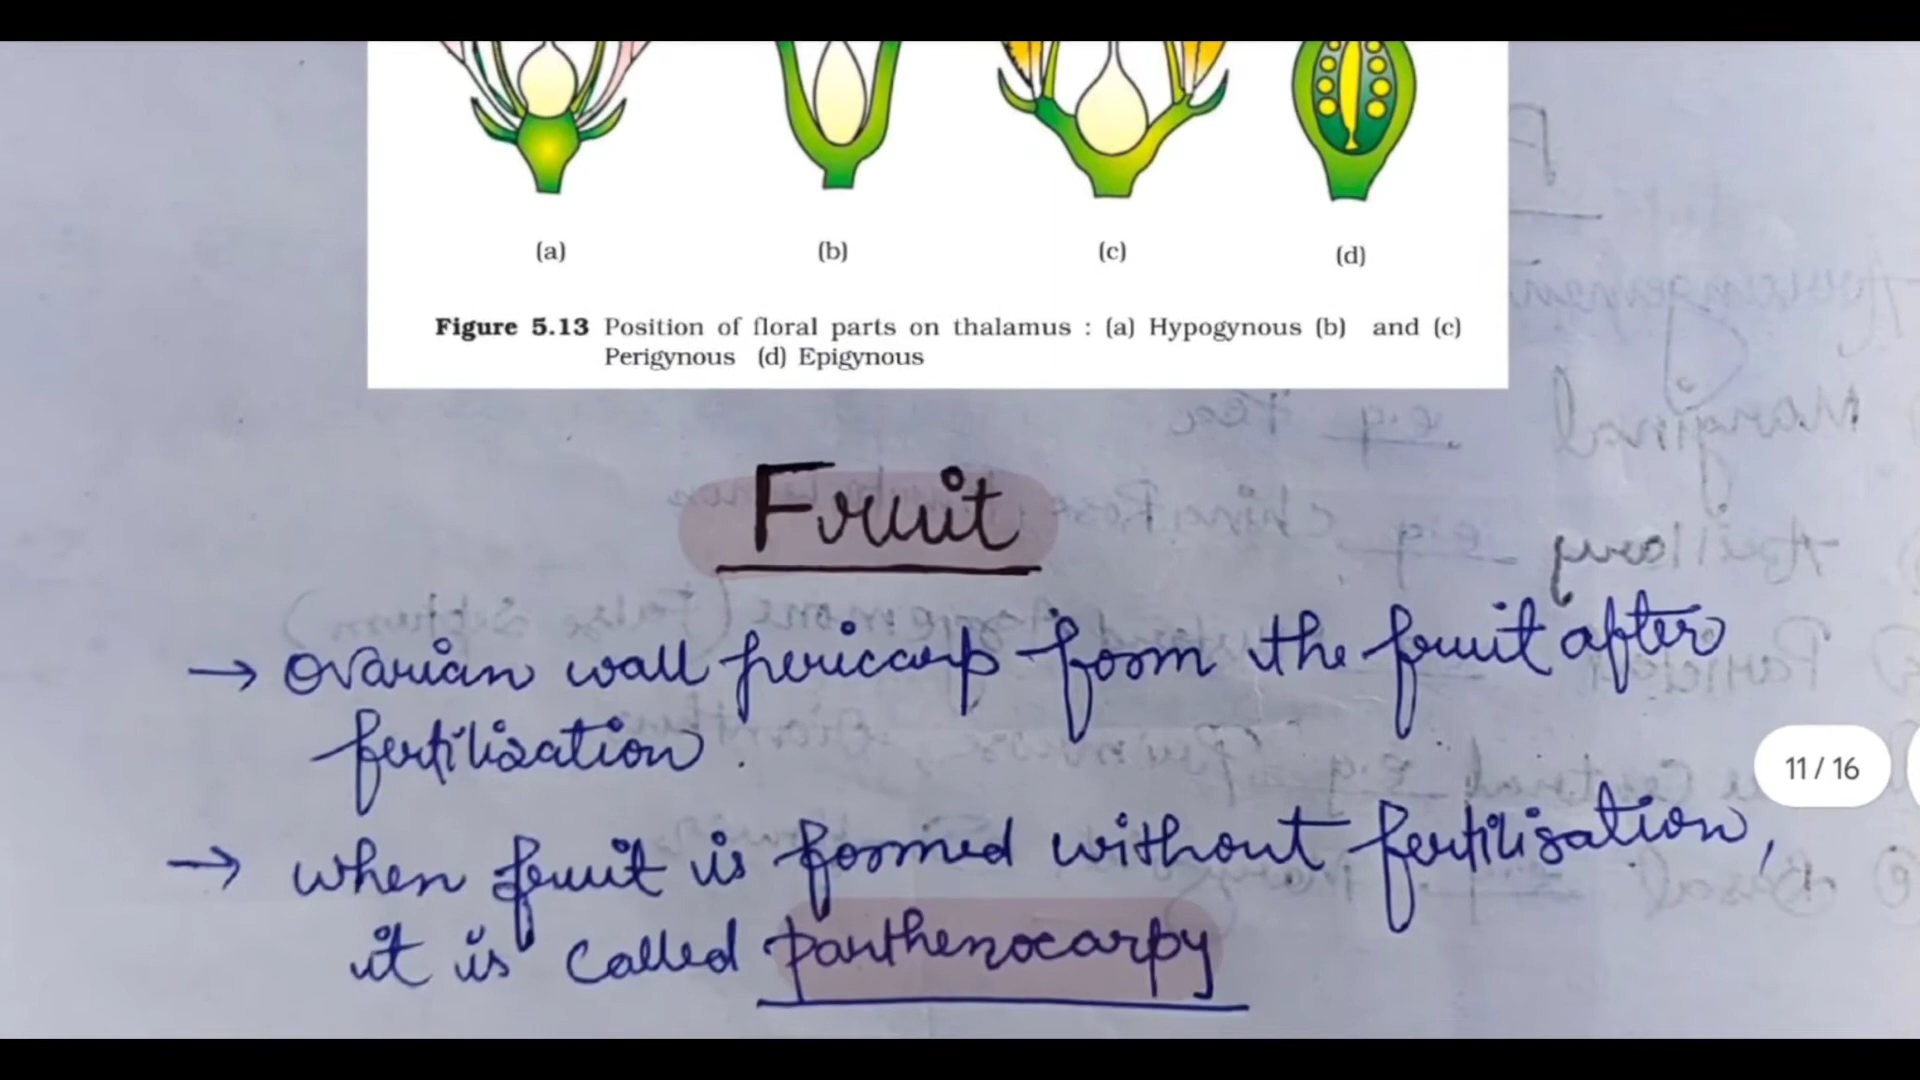 (a) (b) (c) (d)
Figure 5.13 Position of floral parts on thalamus : (a) Hypogynous (b) and (c)
Perigynous (d) Epigynous
Fruit
→ Ovarian wall pericarp form the fruit after
fertilisation.
11 / 16
→ when fruit is formed without fertilisation,
it is called parthenocarpy